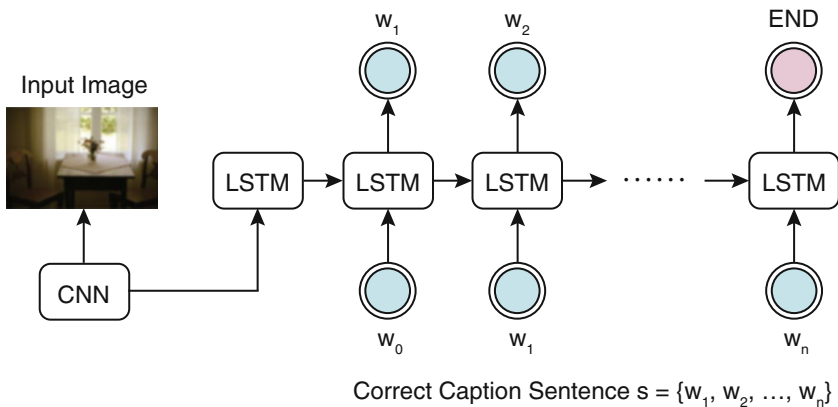 w₁ w₂ END
Input Image
LSTM LSTM LSTM ...... LSTM
CNN
w₀ w₁ wₙ
Correct Caption Sentence s = {w₁, w₂, ..., wₙ}